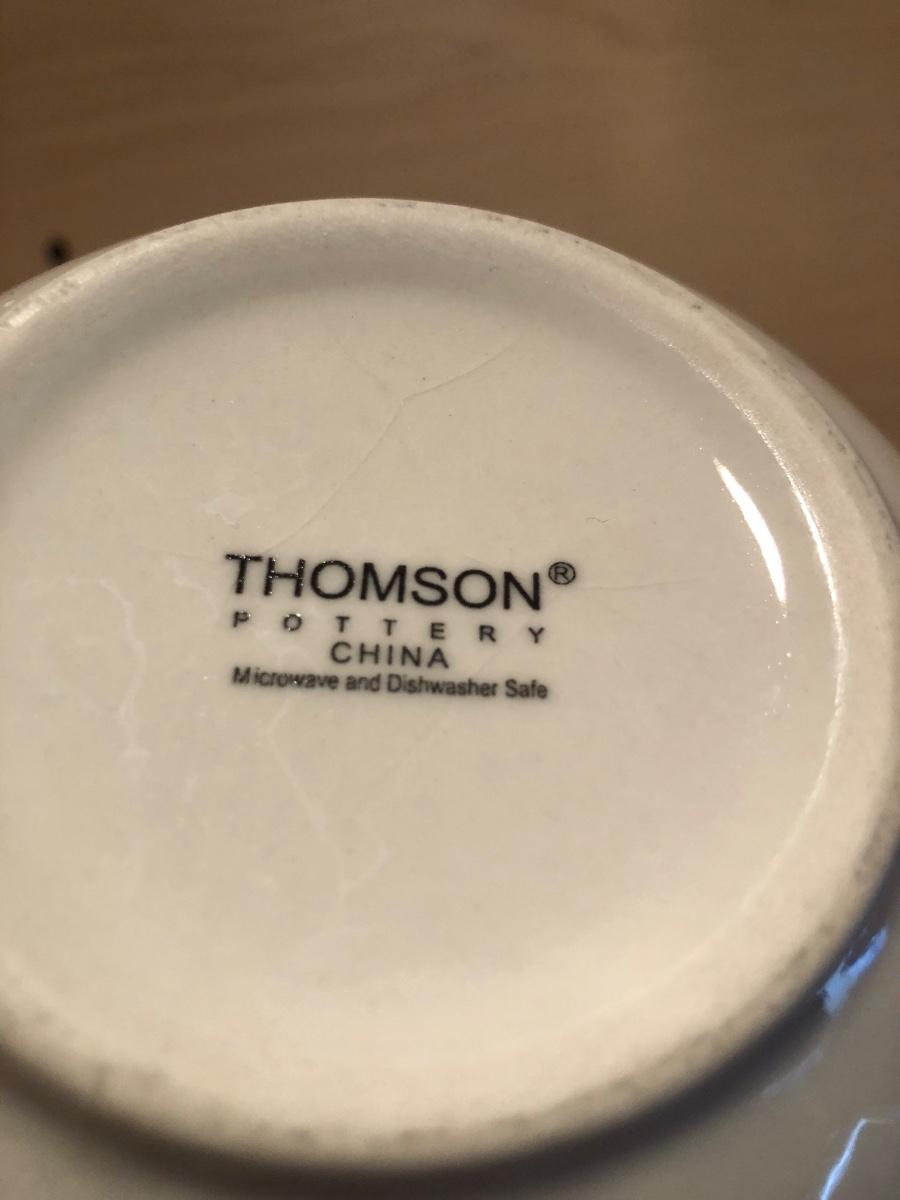 THOMSON®
POTTERY
CHINA
Microwave and Dishwasher Safe